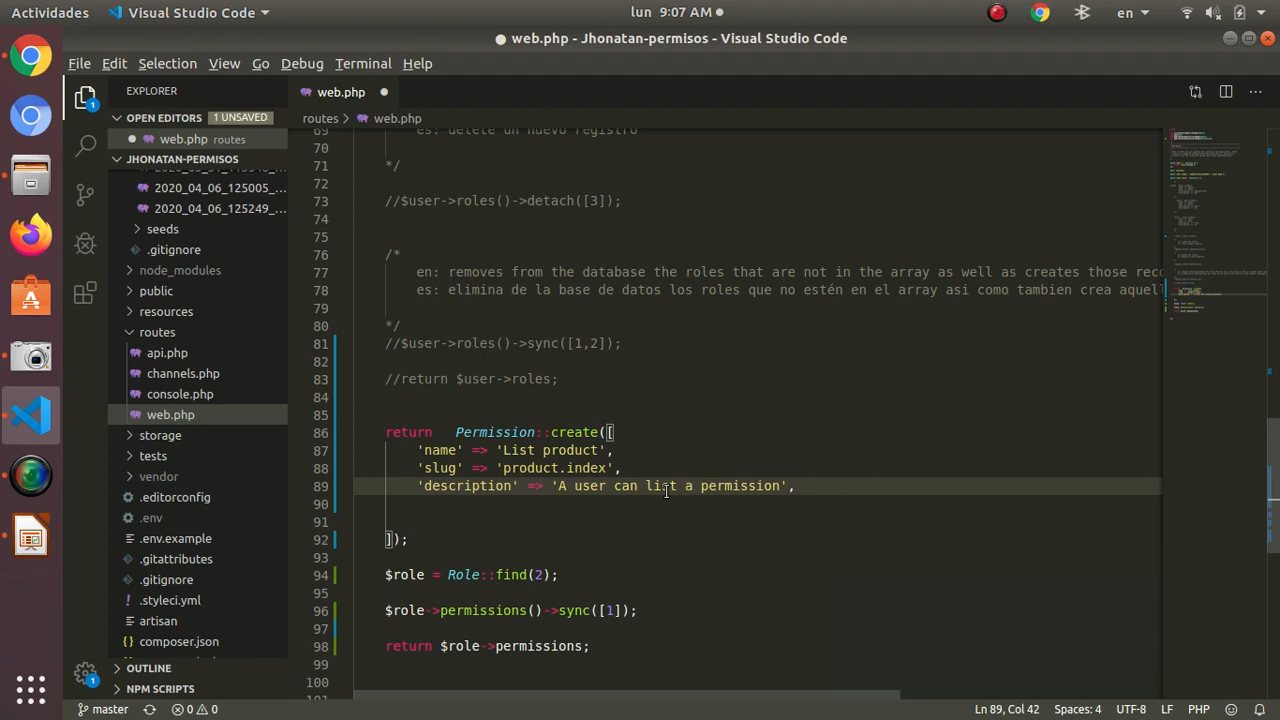 Actividades Visual Studio Code lun 9:07 AM en
web.php - Jhonatan-permisos - Visual Studio Code
File Edit Selection View Go Debug Terminal Help
EXPLORER
OPEN EDITORS 1 UNSAVED
web.php routes
JHONATAN-PERMISOS
2020_04_06_125005_...
2020_04_06_125249_...
seeds
.gitignore
node_modules
public
resources
routes
api.php
channels.php
console.php
web.php
storage
tests
vendor
.editorconfig
.env
.env.example
.gitattributes
.gitignore
.styleci.yml
artisan
composer.json
OUTLINE
NPM SCRIPTS
1
1
web.php
routes > web.php
69 es: delete un nuevo registro
70
71 */
72
73 //$user->roles()->detach([3]);
74
75
76 /*
77 en: removes from the database the roles that are not in the array as well as creates those reco
78 es: elimina de la base de datos los roles que no estén en el array asi como tambien crea aquell
79
80 */
81 //$user->roles()->sync([1,2]);
82
83 //return $user->roles;
84
85
86 return Permission::create([
87 'name' => 'List product',
88 'slug' => 'product.index',
89 'description' => 'A user can list a permission',
90
91
92 ]);
93
94 $role = Role::find(2);
95
96 $role->permissions()->sync([1]);
97
98 return $role->permissions;
99
100
master 0 0 Ln 89, Col 42 Spaces: 4 UTF-8 LF PHP